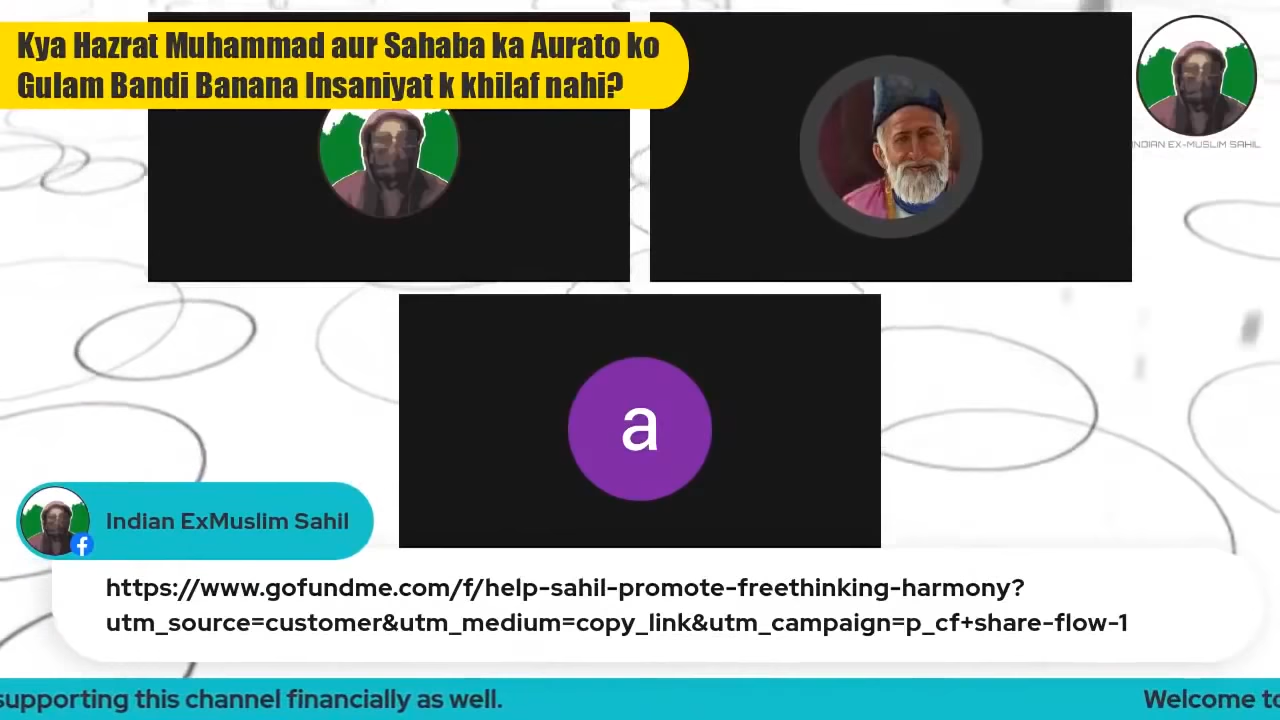 Kya Hazrat Muhammad aur Sahaba ka Aurato ko
Gulam Bandi Banana Insaniyat k khilaf nahi?
INDIAN EX-MUSLIM SAHIL
a
Indian ExMuslim Sahil
https://www.gofundme.com/f/help-sahil-promote-freethinking-harmony?
utm_source=customer&utm_medium=copy_link&utm_campaign=p_cf+share-flow-1
supporting this channel financially as well. Welcome to